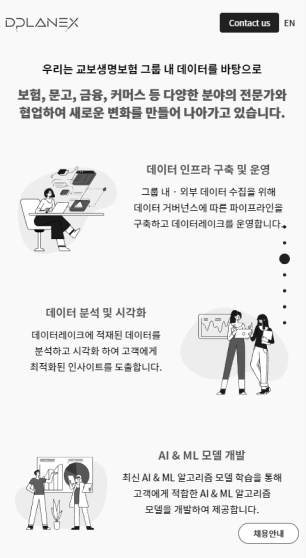 DPLANEX
Contact us
EN
우리는 교보생명보험 그룹 내 데이터를 바탕으로
보험, 문고, 금융, 커머스 등 다양한 분야의 전문가와
협업하여 새로운 변화를 만들어 나아가고 있습니다.
데이터 인프라 구축 및 운영
그룹 내 · 외부 데이터 수집을 위해
데이터 거버넌스에 따른 파이프라인을
구축하고 데이터레이크를 운영합니다.
데이터 분석 및 시각화
데이터레이크에 적재된 데이터를
분석하고 시각화 하여 고객에게
최적화된 인사이트를 도출합니다.
AI & ML 모델 개발
최신 AI & ML 알고리즘 모델 학습을 통해
고객에게 적합한 AI & ML 알고리즘
모델을 개발하여 제공합니다.
채용안내